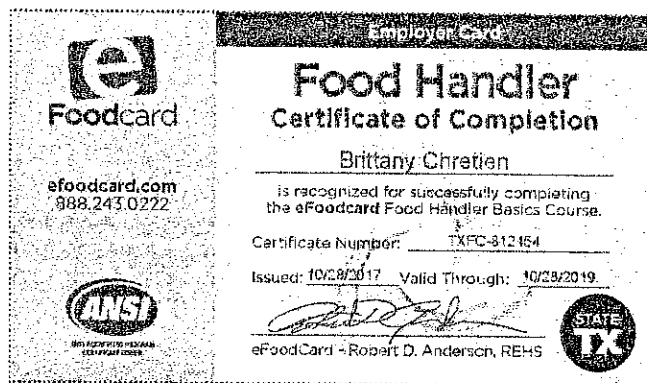 e
Foodcard
efoodcard.com
888.243.0222
ANSI
Employer Card
Food Handler
Certificate of Completion
Brittany Chretien
is recognized for successfully completing
the eFoodcard Food Handler Basics Course.
Certificate Number: TXFC-812454
Issued: 10/28/2017 Valid Through: 10/28/2019
eFoodCard - Robert D. Anderson, REHS
STATE
TX